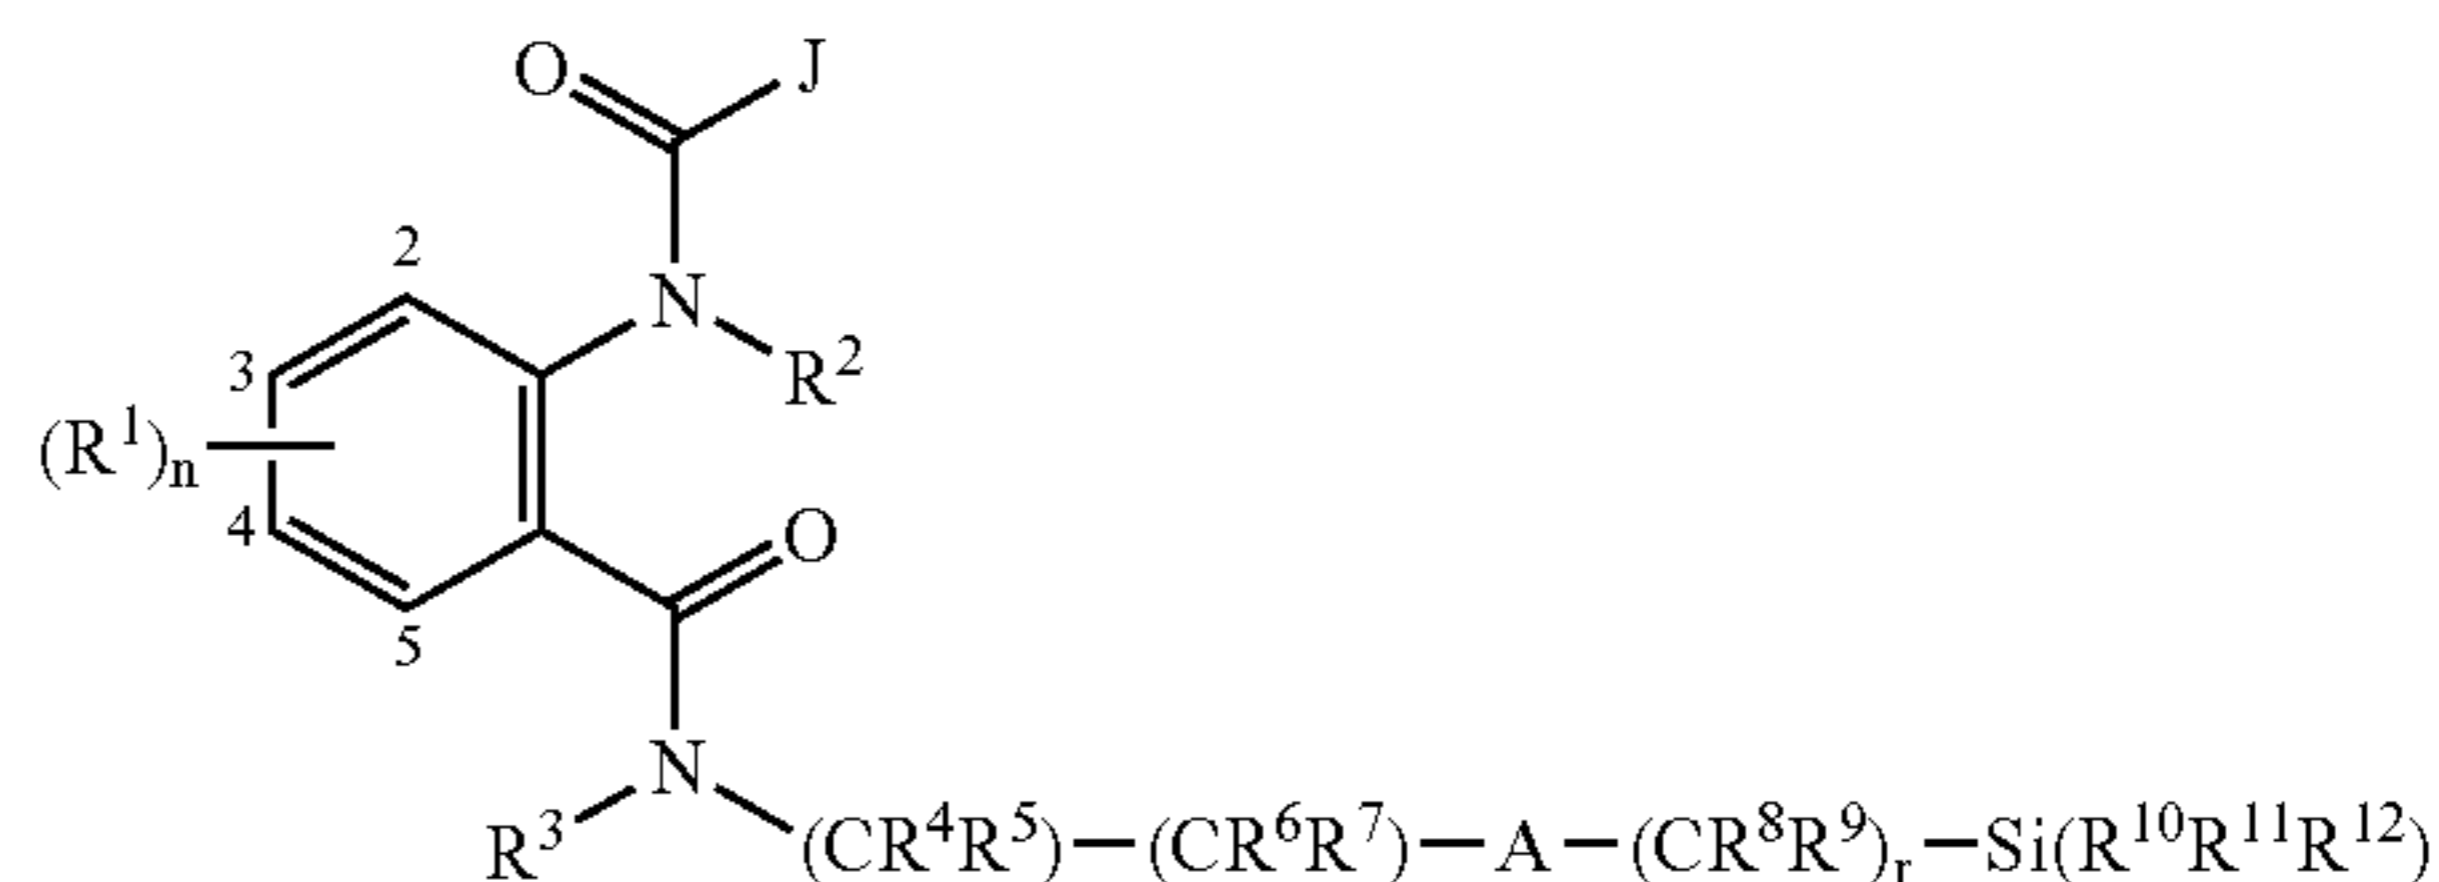 O J
2
N
3
R²
(R¹)ₙ
4
O
5
N
R³ (CR⁴R⁵)—(CR⁶R⁷)—A—(CR⁸R⁹)ᵣ—Si(R¹⁰R¹¹R¹²)